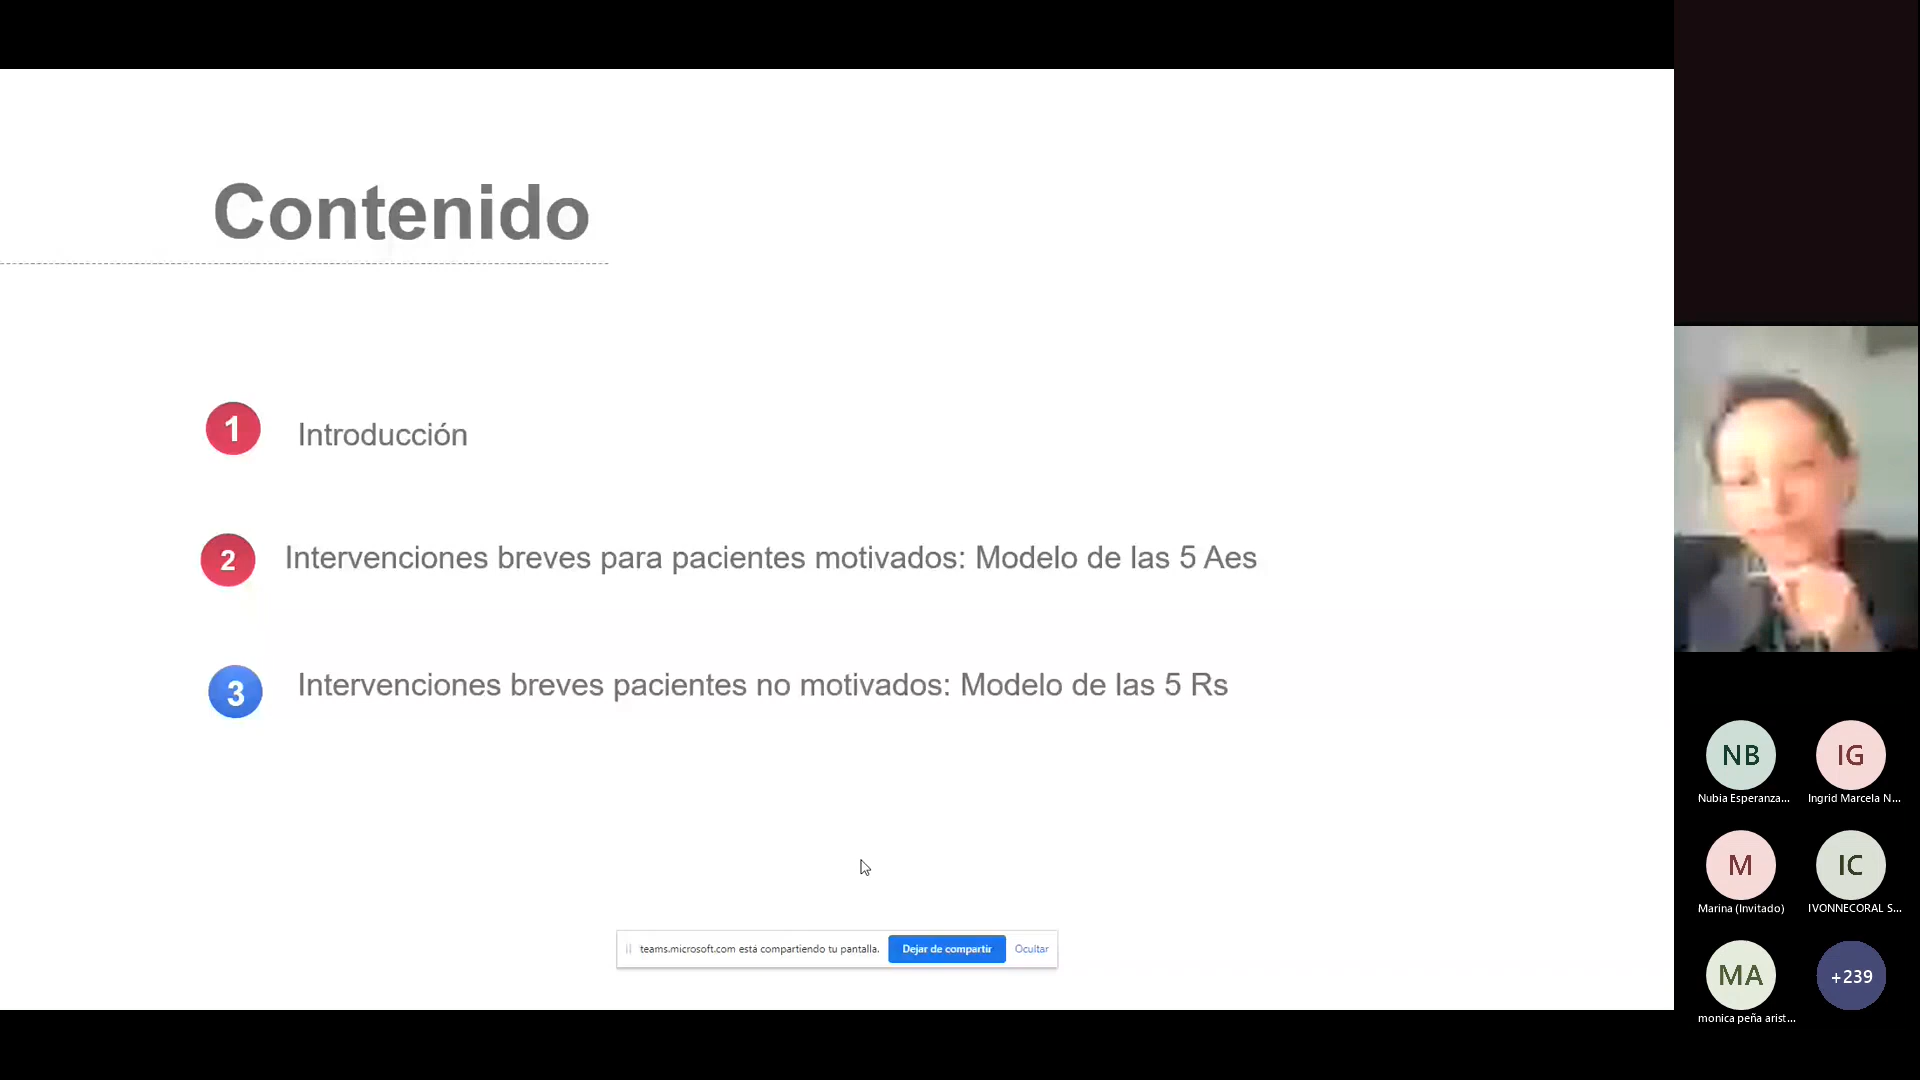 Contenido
1 Introducción
2 Intervenciones breves para pacientes motivados: Modelo de las 5 Aes
3 Intervenciones breves pacientes no motivados: Modelo de las 5 Rs
teams.microsoft.com está compartiendo tu pantalla. Dejar de compartir Ocultar
NB IG
Nubia Esperanza... Ingrid Marcela N...
M IC
Marina (Invitado) IVONNECORAL S...
MA +239
monica peña arist...